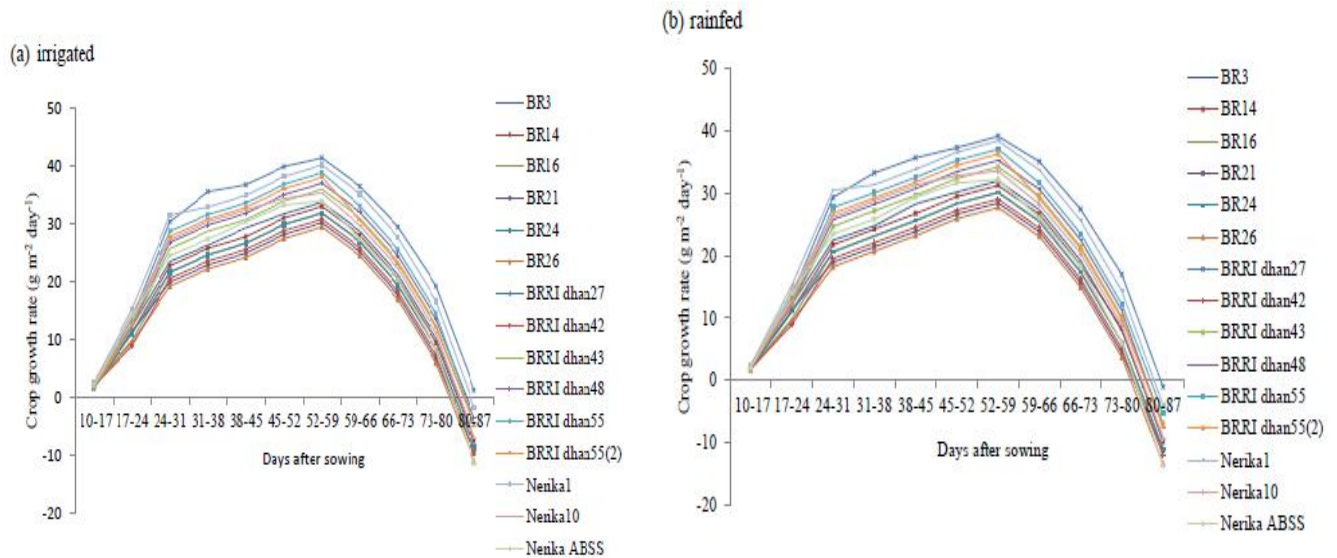 (a) irrigated
Crop growth rate (g m⁻² day⁻¹)
50
40
30
20
10
0
-10
-20
10-17 17-24 24-31 31-38 38-45 45-52 52-59 59-66 66-73 73-80 80-87
Days after sowing
BR3
BR14
BR16
BR21
BR24
BR26
BRRI dhan27
BRRI dhan42
BRRI dhan43
BRRI dhan48
BRRI dhan55
BRRI dhan55(2)
Nerika1
Nerika10
Nerika ABSS
(b) rainfed
Crop growth rate (g m⁻² day⁻¹)
50
40
30
20
10
0
-10
-20
10-17 17-24 24-31 31-38 38-45 45-52 52-59 59-66 66-73 73-80 80-87
Days after sowing
BR3
BR14
BR16
BR21
BR24
BR26
BRRI dhan27
BRRI dhan42
BRRI dhan43
BRRI dhan48
BRRI dhan55
BRRI dhan55(2)
Nerika1
Nerika10
Nerika ABSS